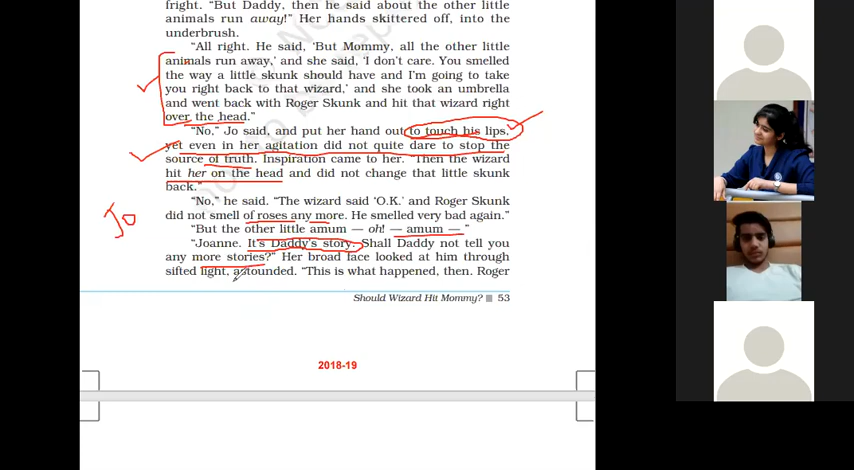 fright. “But Daddy, then he said about the other little
animals run away!” Her hands skittered off, into the
underbrush.
“All right. He said, ‘But Mommy, all the other little
animals run away,’ and she said, ‘I don’t care. You smelled
the way a little skunk should have and I’m going to take
you right back to that wizard,’ and she took an umbrella
and went back with Roger Skunk and hit that wizard right
over the head.”
“No,” Jo said, and put her hand out to touch his lips,
yet even in her agitation did not quite dare to stop the
source of truth. Inspiration came to her. “Then the wizard
hit her on the head and did not change that little skunk
back.”
“No,” he said. “The wizard said ‘O.K.’ and Roger Skunk
did not smell of roses any more. He smelled very bad again.”
Jo
“But the other little amum — oh! — amum — ”
“Joanne. It’s Daddy’s story. Shall Daddy not tell you
any more stories?” Her broad face looked at him through
sifted light, astounded. “This is what happened, then. Roger
Should Wizard Hit Mommy? 53
2018-19